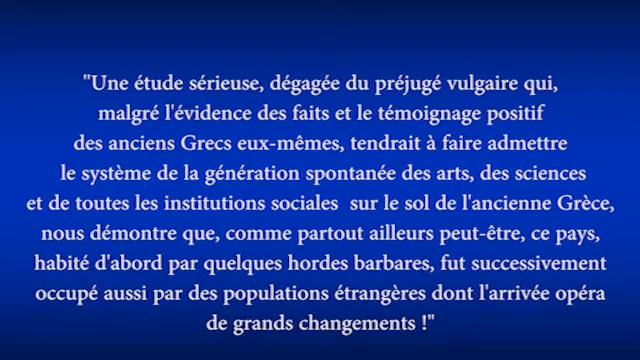 "Une étude sérieuse, dégagée du préjugé vulgaire qui,
malgré l'évidence des faits et le témoignage positif
des anciens Grecs eux-mêmes, tendrait à faire admettre
le système de la génération spontanée des arts, des sciences
et de toutes les institutions sociales sur le sol de l'ancienne Grèce,
nous démontre que, comme partout ailleurs peut-être, ce pays,
habité d'abord par quelques hordes barbares, fut successivement
occupé aussi par des populations étrangères dont l'arrivée opéra
de grands changements !"